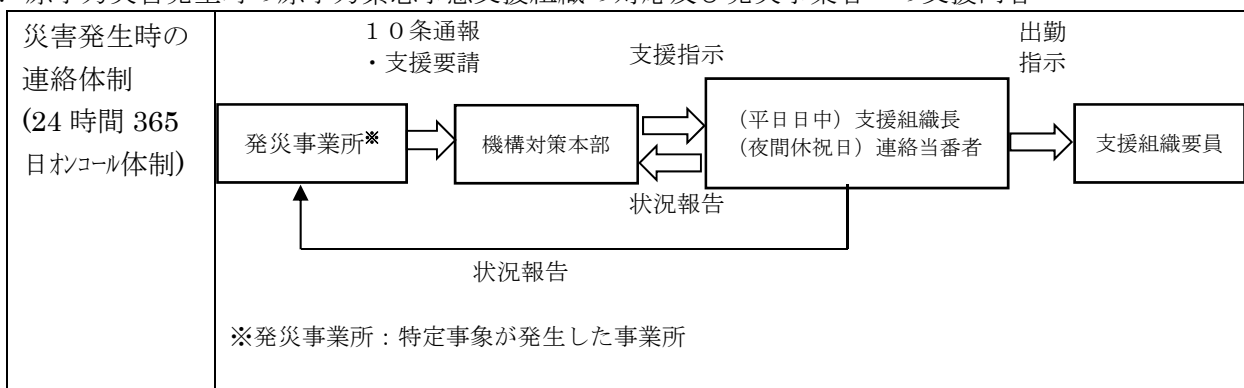 災害発生時の
連絡体制
(24 時間 365
日ｵﾝｺｰﾙ体制)
１０条通報
・支援要請
支援指示
出勤
指示
発災事業所※
機構対策本部
（平日日中）支援組織長
（夜間休祝日）連絡当番者
支援組織要員
状況報告
状況報告
※発災事業所：特定事象が発生した事業所